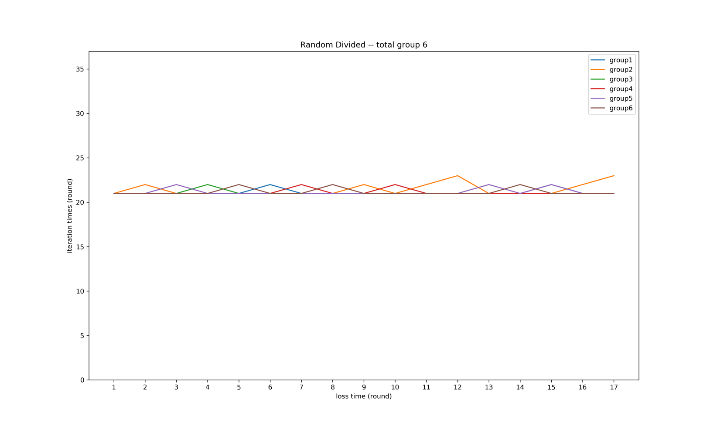 Random Divided -- total group 6
group1
group2
group3
group4
group5
group6
iteration times (round)
35
30
25
20
15
10
5
0
1 2 3 4 5 6 7 8 9 10 11 12 13 14 15 16 17
loss time (round)